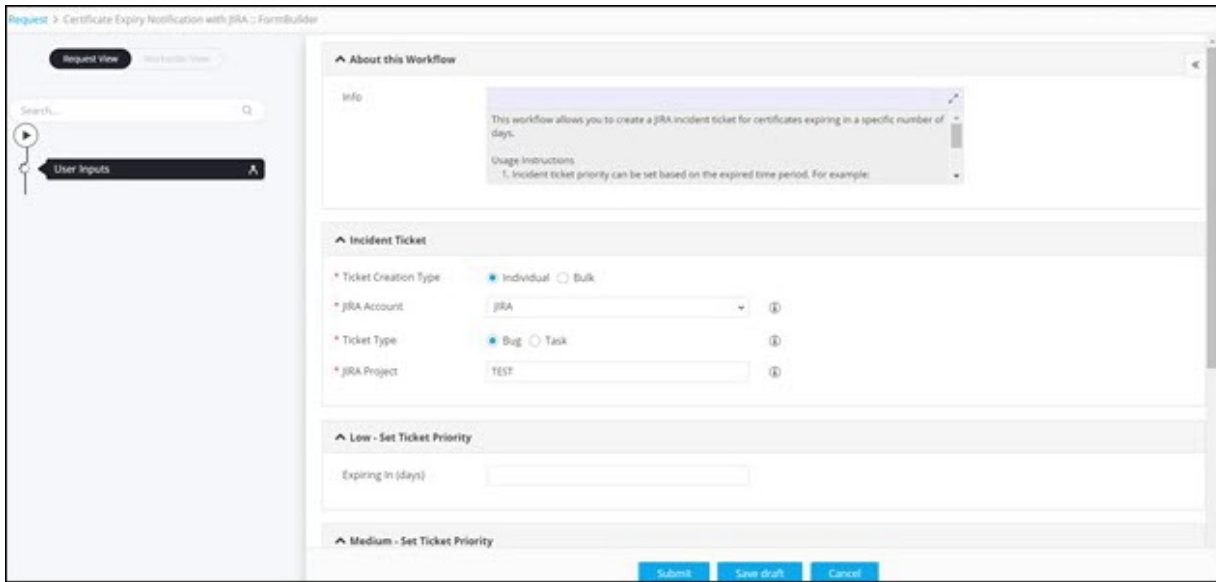 Request > Certificate Expiry Notification with JIRA :: FormBuilder
Request View
Workorder View
Search...
User Inputs
About this Workflow
Info
This workflow allows you to create a JIRA incident ticket for certificates expiring in a specific number of
days.
Usage Instructions
1. Incident ticket priority can be set based on the expired time period. For example:
Incident Ticket
* Ticket Creation Type
Individual
Bulk
* JIRA Account
JIRA
* Ticket Type
Bug
Task
* JIRA Project
TEST
Low - Set Ticket Priority
Expiring In (days)
Medium - Set Ticket Priority
Submit
Save draft
Cancel